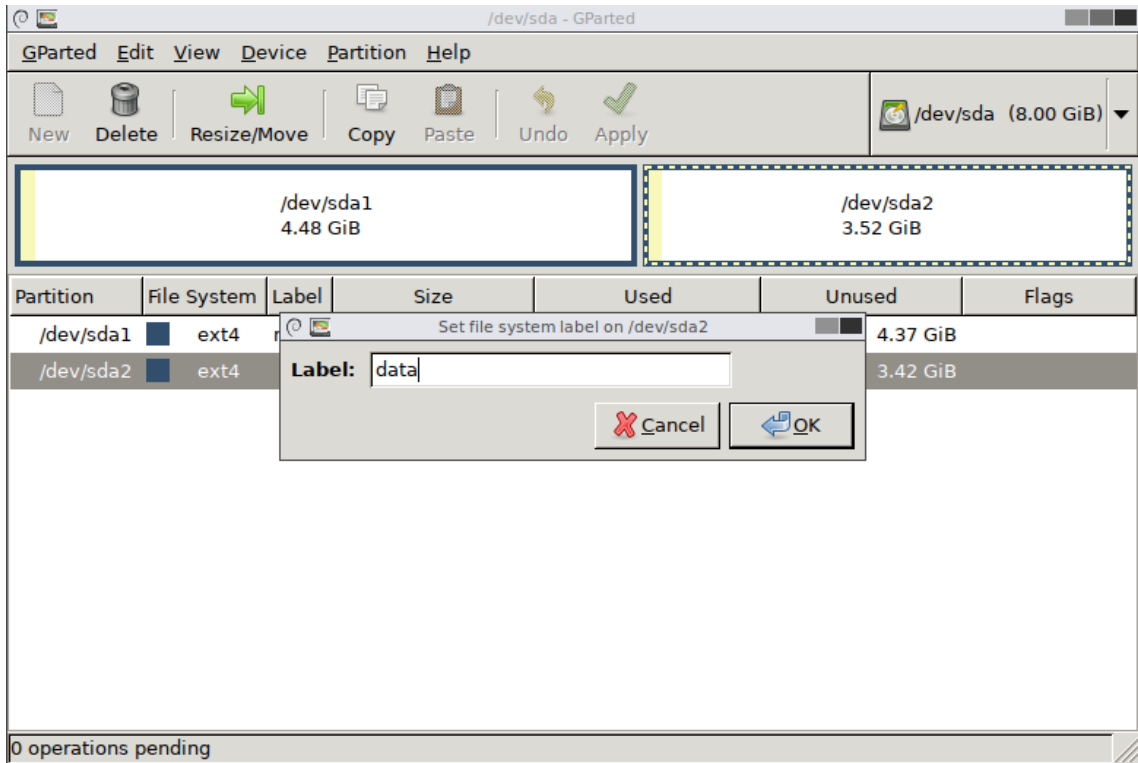 /dev/sda - GParted
GParted Edit View Device Partition Help
New Delete Resize/Move Copy Paste Undo Apply /dev/sda (8.00 GiB)
/dev/sda1 /dev/sda2
4.48 GiB 3.52 GiB
Partition File System Label Size Used Unused Flags
/dev/sda1 ext4 4.37 GiB
/dev/sda2 ext4 3.42 GiB
Set file system label on /dev/sda2
Label: data
Cancel OK
0 operations pending